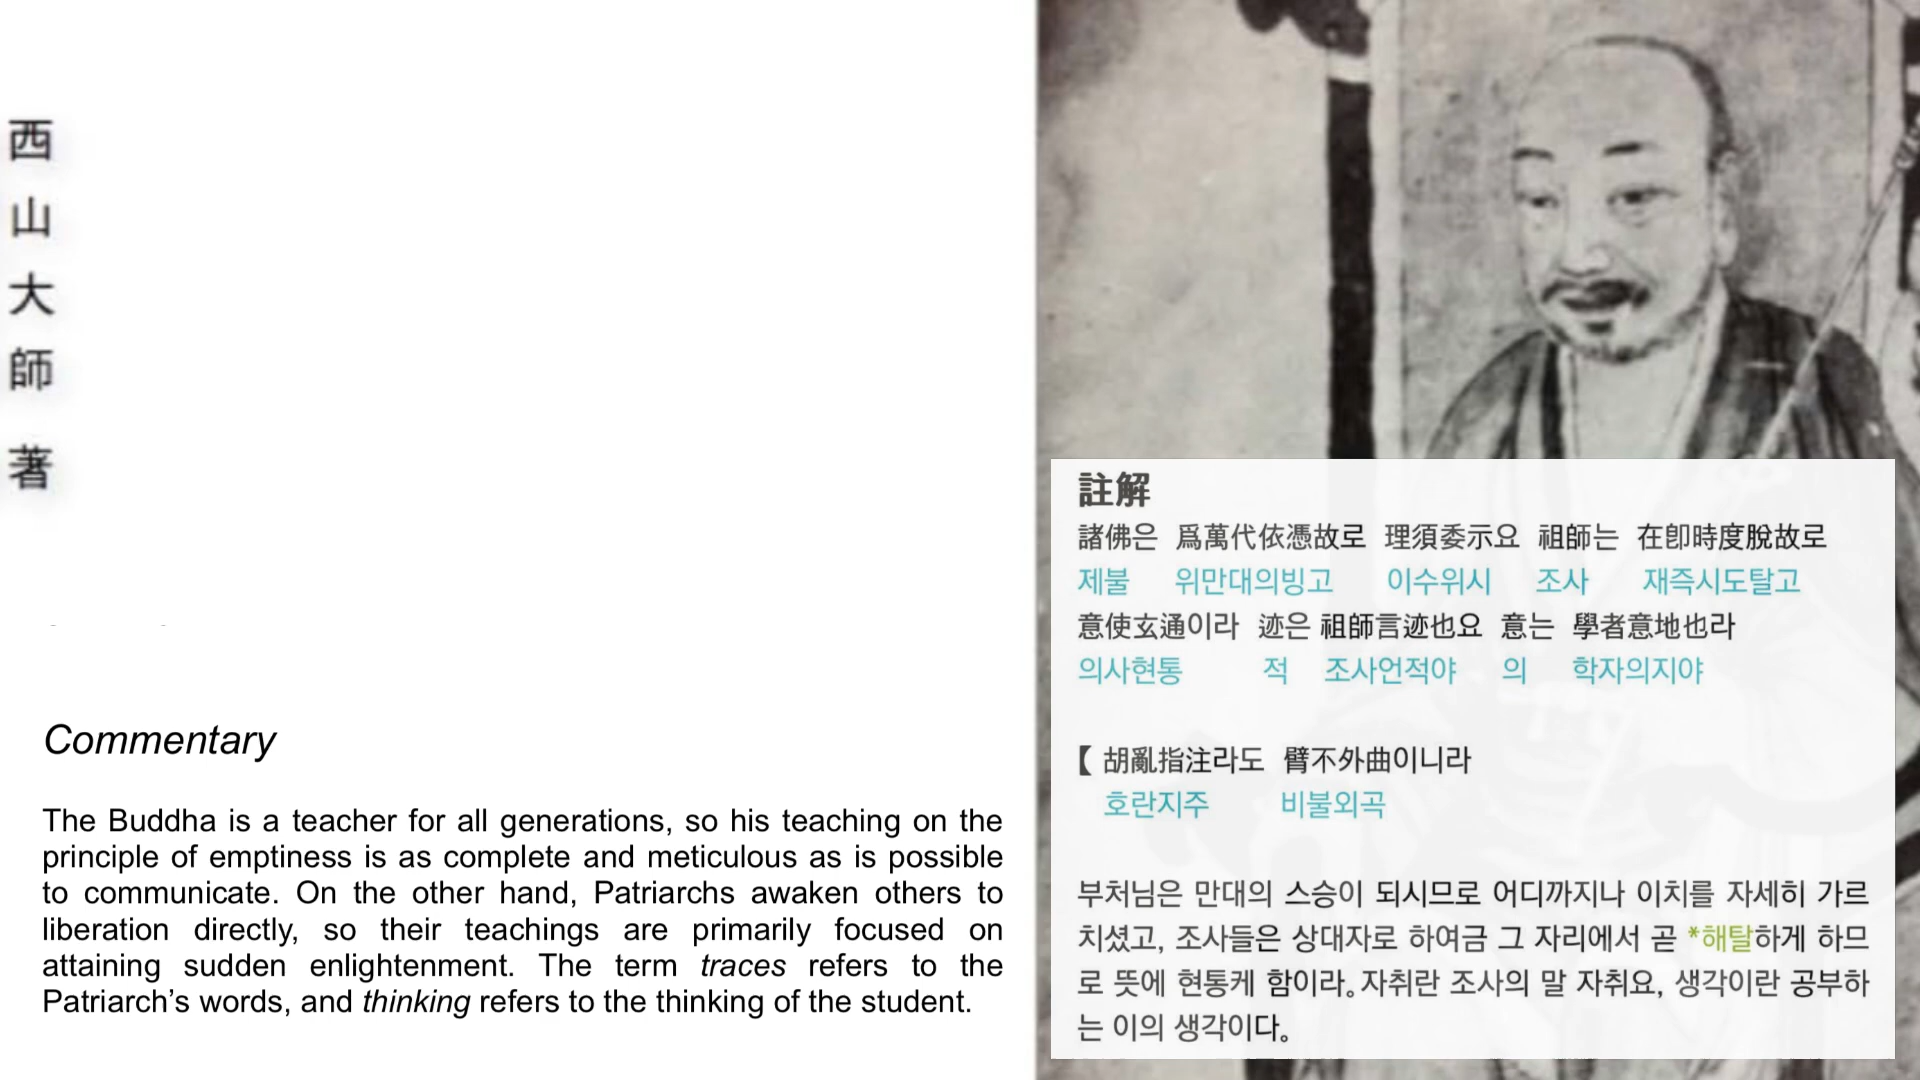 西山大師 著
Commentary
The Buddha is a teacher for all generations, so his teaching on the
principle of emptiness is as complete and meticulous as is possible
to communicate. On the other hand, Patriarchs awaken others to
liberation directly, so their teachings are primarily focused on
attaining sudden enlightenment. The term traces refers to the
Patriarch’s words, and thinking refers to the thinking of the student.
註解
諸佛은 爲萬代依憑故로 理須委示요 祖師는 在卽時度脫故로
제불 위만대의빙고 이수위시 조사 재즉시도탈고
意使玄通이라 迹은 祖師言迹也요 意는 學者意地也라
의사현통 적 조사언적야 의 학자의지야
【 胡亂指注라도 臂不外曲이니라
호란지주 비불외곡
부처님은 만대의 스승이 되시므로 어디까지나 이치를 자세히 가르
치셨고, 조사들은 상대자로 하여금 그 자리에서 곧 *해탈하게 하므
로 뜻에 현통케 함이라。자취란 조사의 말 자취요, 생각이란 공부하
는 이의 생각이다。